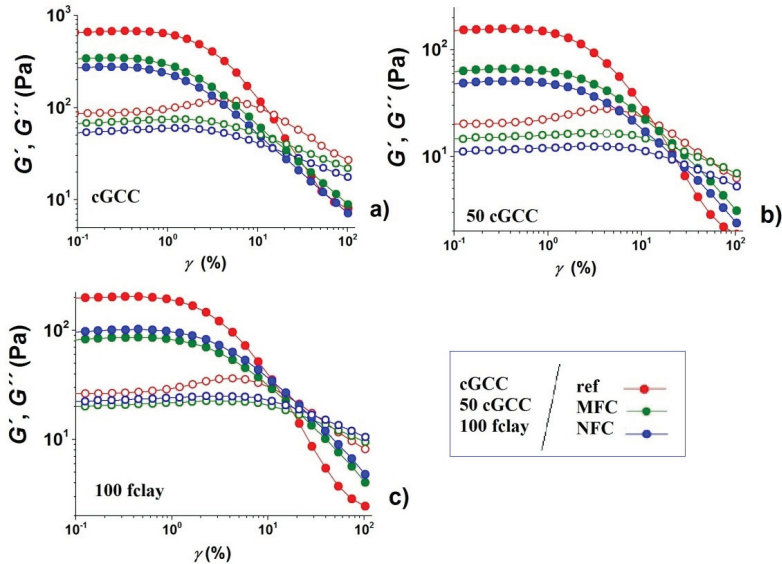 10³
10²
10¹
G´, G´´ (Pa)
cGCC
10⁻¹ 10⁰ 10¹ 10²
γ (%)
a)
10²
10¹
G´, G´´ (Pa)
50 cGCC
10⁻¹ 10⁰ 10¹ 10²
γ (%)
b)
10²
10¹
G´, G´´ (Pa)
100 fclay
10⁻¹ 10⁰ 10¹ 10²
γ (%)
c)
cGCC ref
50 cGCC MFC
100 fclay NFC